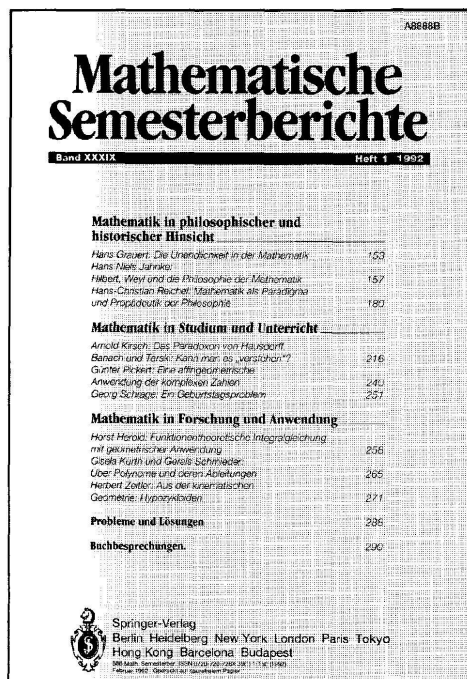 A8888B
Mathematische
Semesterberichte
Band XXXIX Heft 1 1992
Mathematik in philosophischer und
historischer Hinsicht
Hans Grauert: Die Unendlichkeit in der Mathematik 153
Hans Niels Jahnke:
Hilbert, Weyl und die Philosophie der Mathematik 157
Hans-Christian Reichel: Mathematik als Paradigma
und Propädeutik der Philosophie 180
Mathematik in Studium und Unterricht
Arnold Kirsch: Das Paradoxon von Hausdorff,
Banach und Tarski: Kann man es „verstehen“? 216
Günter Pickert: Eine affingeometrische
Anwendung der komplexen Zahlen 240
Georg Schrage: Ein Geburtstagsproblem 251
Mathematik in Forschung und Anwendung
Horst Herold: Funktionentheoretische Integralgleichung
mit geometrischer Anwendung 258
Gisela Kurth und Gerald Schmieder:
Über Polynome und deren Ableitungen 265
Herbert Zeitler: Aus der kinematischen
Geometrie: Hypozykloiden 271
Probleme und Lösungen 286
Buchbesprechungen. 290
Springer-Verlag
Berlin Heidelberg New York London Paris Tokyo
Hong Kong Barcelona Budapest